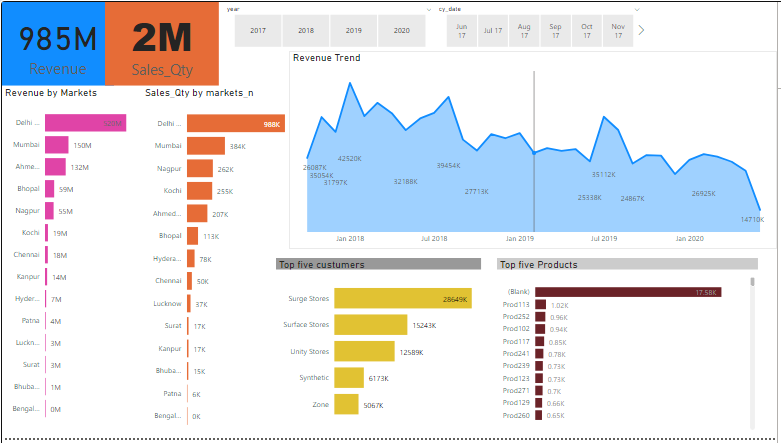 985M
Revenue
2M
Sales_Qty
year
2017
2018
2019
2020
cy_date
Jun 17
Jul 17
Aug 17
Sep 17
Oct 17
Nov 17
Revenue by Markets
Delhi ...
520M
Mumbai
150M
Ahme...
132M
Bhopal
59M
Nagpur
55M
Kochi
19M
Chennai
18M
Kanpur
14M
Hyder...
7M
Patna
4M
Luckn...
3M
Surat
3M
Bhuba...
1M
Bengal...
0M
Sales_Qty by markets_n
Delhi ...
988K
Mumbai
384K
Nagpur
262K
Kochi
255K
Ahmed...
207K
Bhopal
113K
Hydera...
78K
Chennai
50K
Lucknow
37K
Surat
17K
Kanpur
17K
Bhuba...
15K
Patna
6K
Bengal...
0K
Revenue Trend
26087K
35054K
31797K
42520K
32188K
39454K
27713K
25338K
35112K
24867K
26925K
14710K
Jan 2018
Jul 2018
Jan 2019
Jul 2019
Jan 2020
Top five custumers
Surge Stores
28649K
Surface Stores
15243K
Unity Stores
12589K
Synthetic
6173K
Zone
5067K
Top five Products
(Blank)
17.58K
Prod113
1.02K
Prod252
0.96K
Prod102
0.94K
Prod117
0.85K
Prod241
0.78K
Prod239
0.73K
Prod123
0.73K
Prod271
0.7K
Prod129
0.66K
Prod260
0.65K